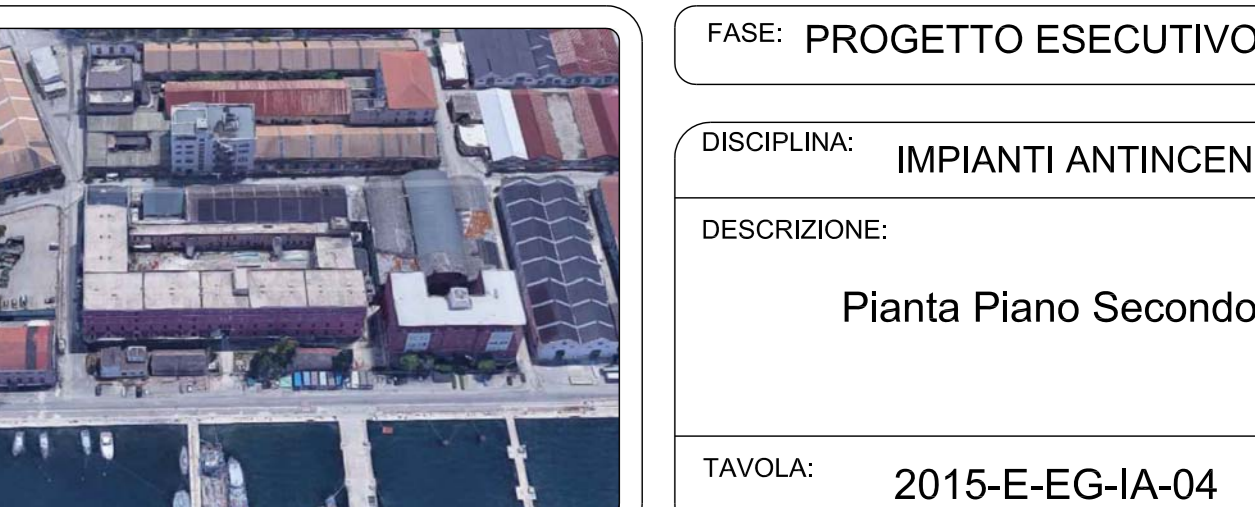 FASE: PROGETTO ESECUTIVO
DISCIPLINA: IMPIANTI ANTINCEN
DESCRIZIONE:
Pianta Piano Secondo
TAVOLA: 2015-E-EG-IA-04